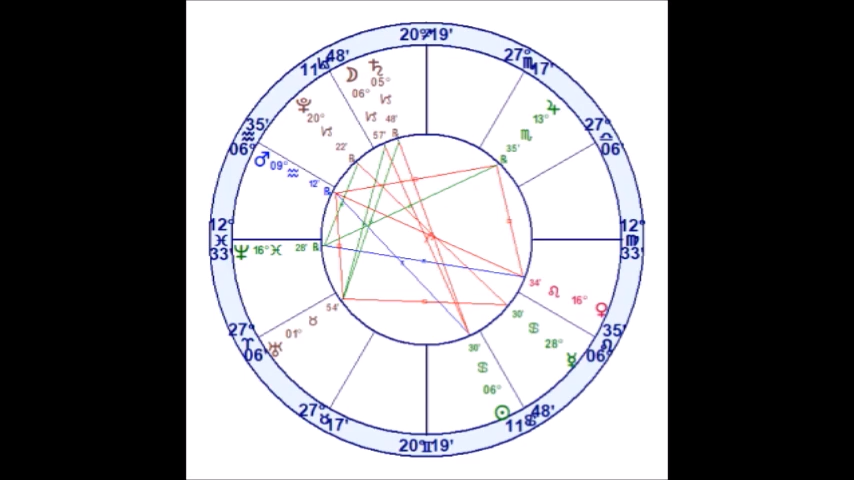 20°♐19'
27°♏17'
27°♎06'
12°♍33'
35'♌06°
11°♋48'
20°♊19'
27°♉17'
27°♈06'
12°♓33'
35'♒06°
11°♑48'
♄ 05° ♑ 48' ℞
☽ 06° ♑ 57'
♇ 20° ♑ 22' ℞
♂ 09° ♒ 12' ℞
♆ 16° ♓ 28' ℞
♅ 01° ♉ 54'
☉ 06° ♋ 30'
☿ 28° ♋ 30'
♀ 16° ♌ 34'
♃ 13° ♏ 35' ℞